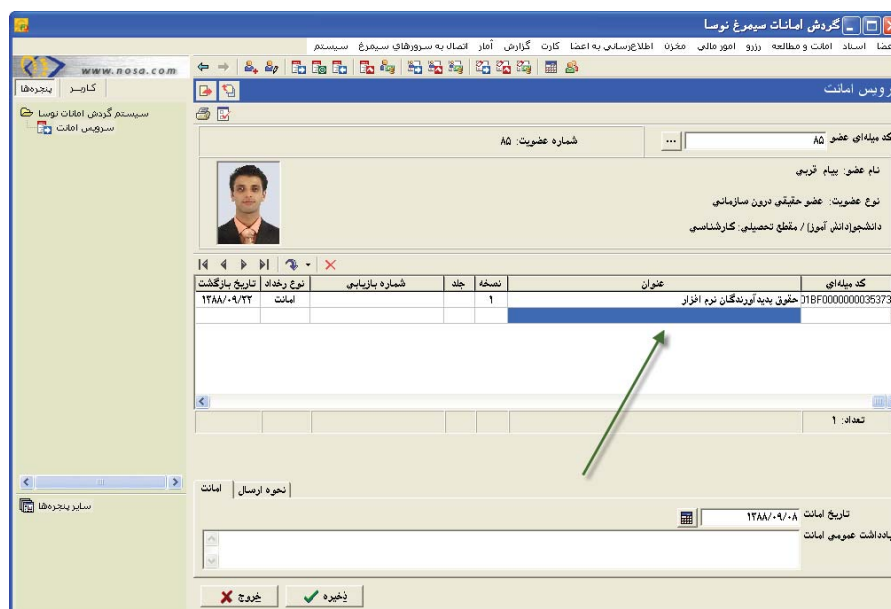 گردش امانات سیمرغ نوسا
اعضا اسناد امانت و مطالعه رزرو امور مالی مخزن اطلاع‌رسانی به اعضا کارت گزارش آمار اتصال به سرورهای سیمرغ سیستم
www.nosa.com
کاربر پنجره‌ها
سیستم گردش امانات نوسا
سرویس امانت
سرویس امانت
کد میله‌ای عضو ۸۵
شماره عضویت: ۸۵
نام عضو: پیام قربی
نوع عضویت: عضو حقیقی درون سازمانی
دانشجو(دانش آموز) / مقطع تحصیلی: کارشناسی
کد میله‌ای عنوان نسخه جلد شماره بازیابی نوع رخداد تاریخ بازگشت
01BF0000000035373 حقوق پدیدآورندگان نرم افزار ۱ امانت ۱۳۸۸/۰۹/۲۲
تعداد: ۱
امانت نحوه ارسال
تاریخ امانت ۱۳۸۸/۰۹/۰۸
یادداشت عمومی امانت
سایر پنجره‌ها
ذخیره خروج